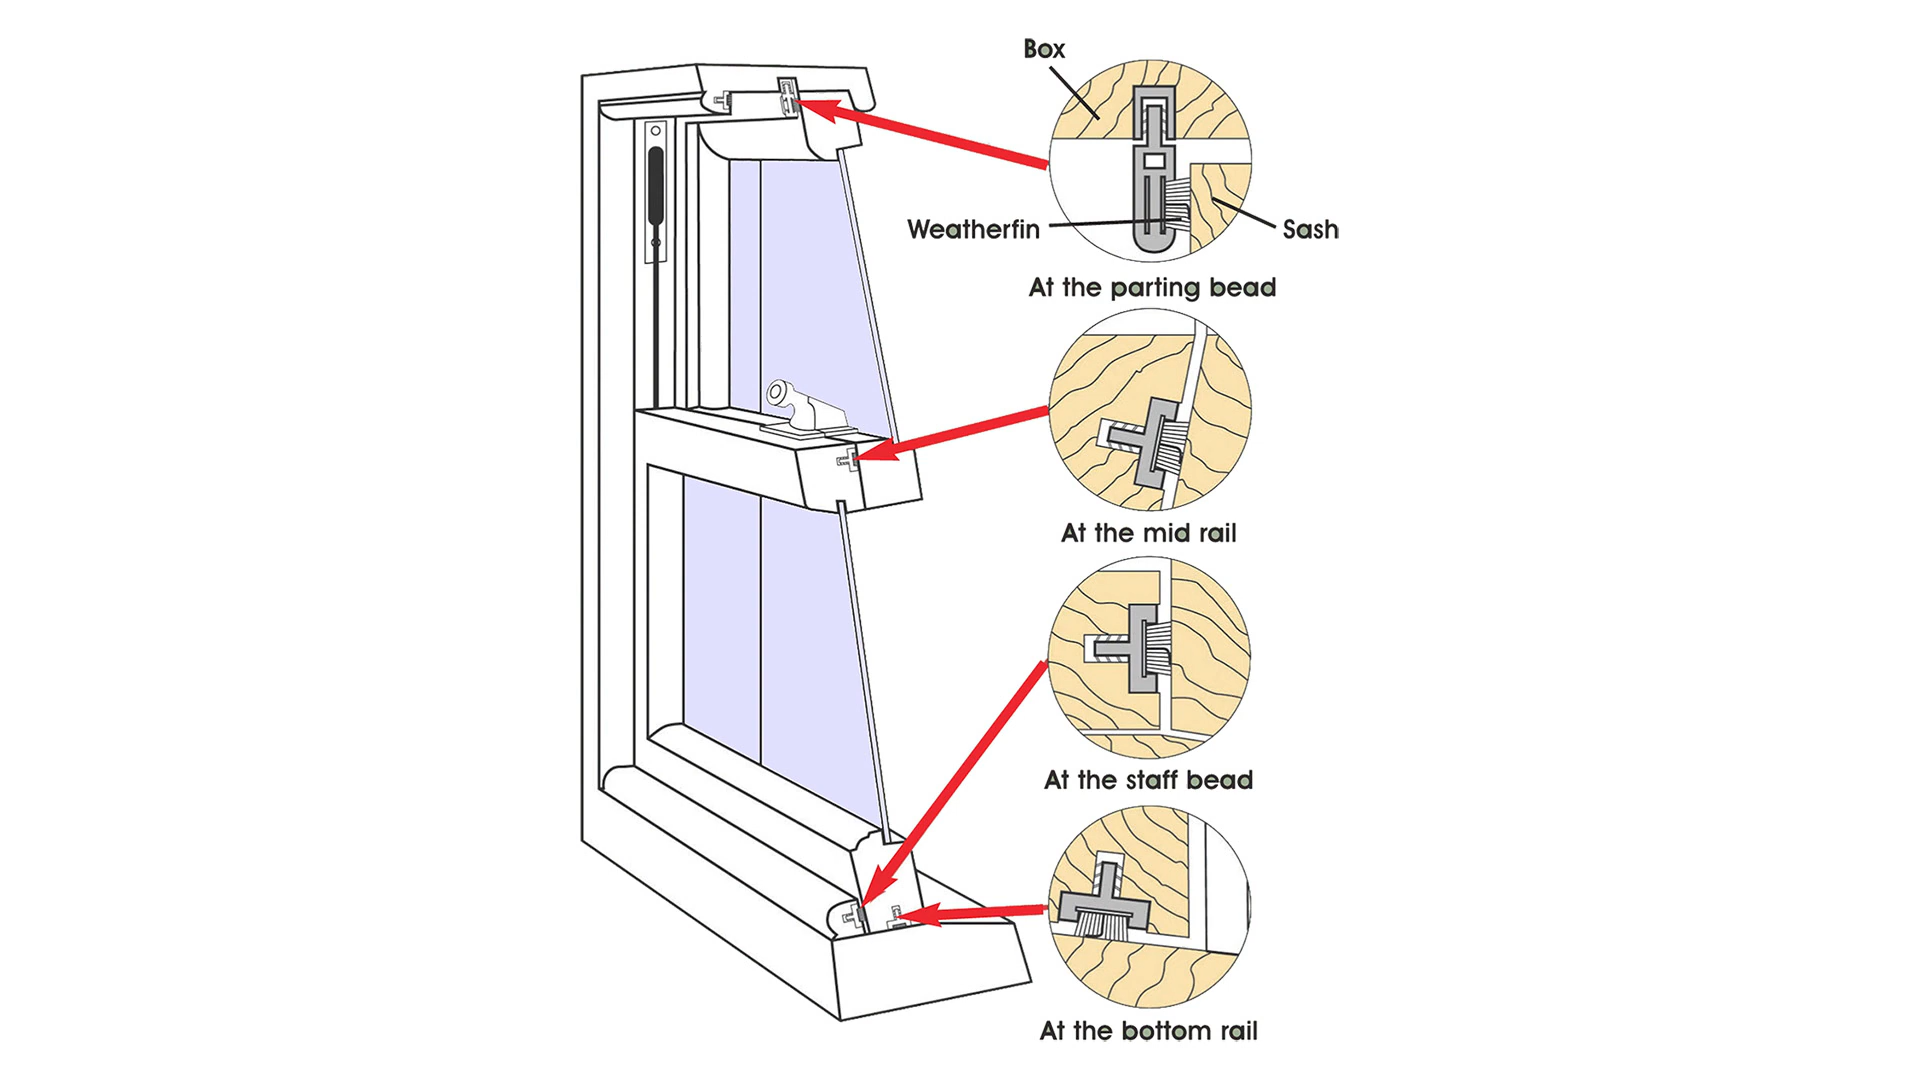 Box
Weatherfin
Sash
At the parting bead
At the mid rail
At the staff bead
At the bottom rail